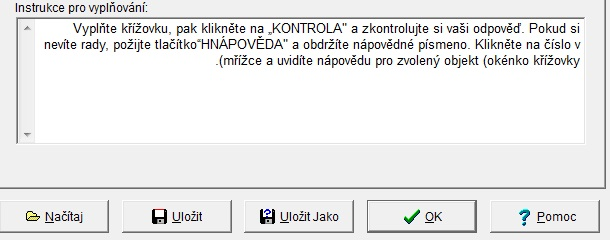 Instrukce pro vyplňování:
Vyplňte křížovku, pak klikněte na „KONTROLA" a zkontrolujte si vaši odpověď. Pokud si
nevíte rady, požijte tlačítko“HNÁPOVĚDA" a obdržíte nápovědné písmeno. Klikněte na číslo v
.(mřížce a uvidíte nápovědu pro zvolený objekt (okénko křížovky
Načítaj
Uložit
Uložit Jako
OK
Pomoc